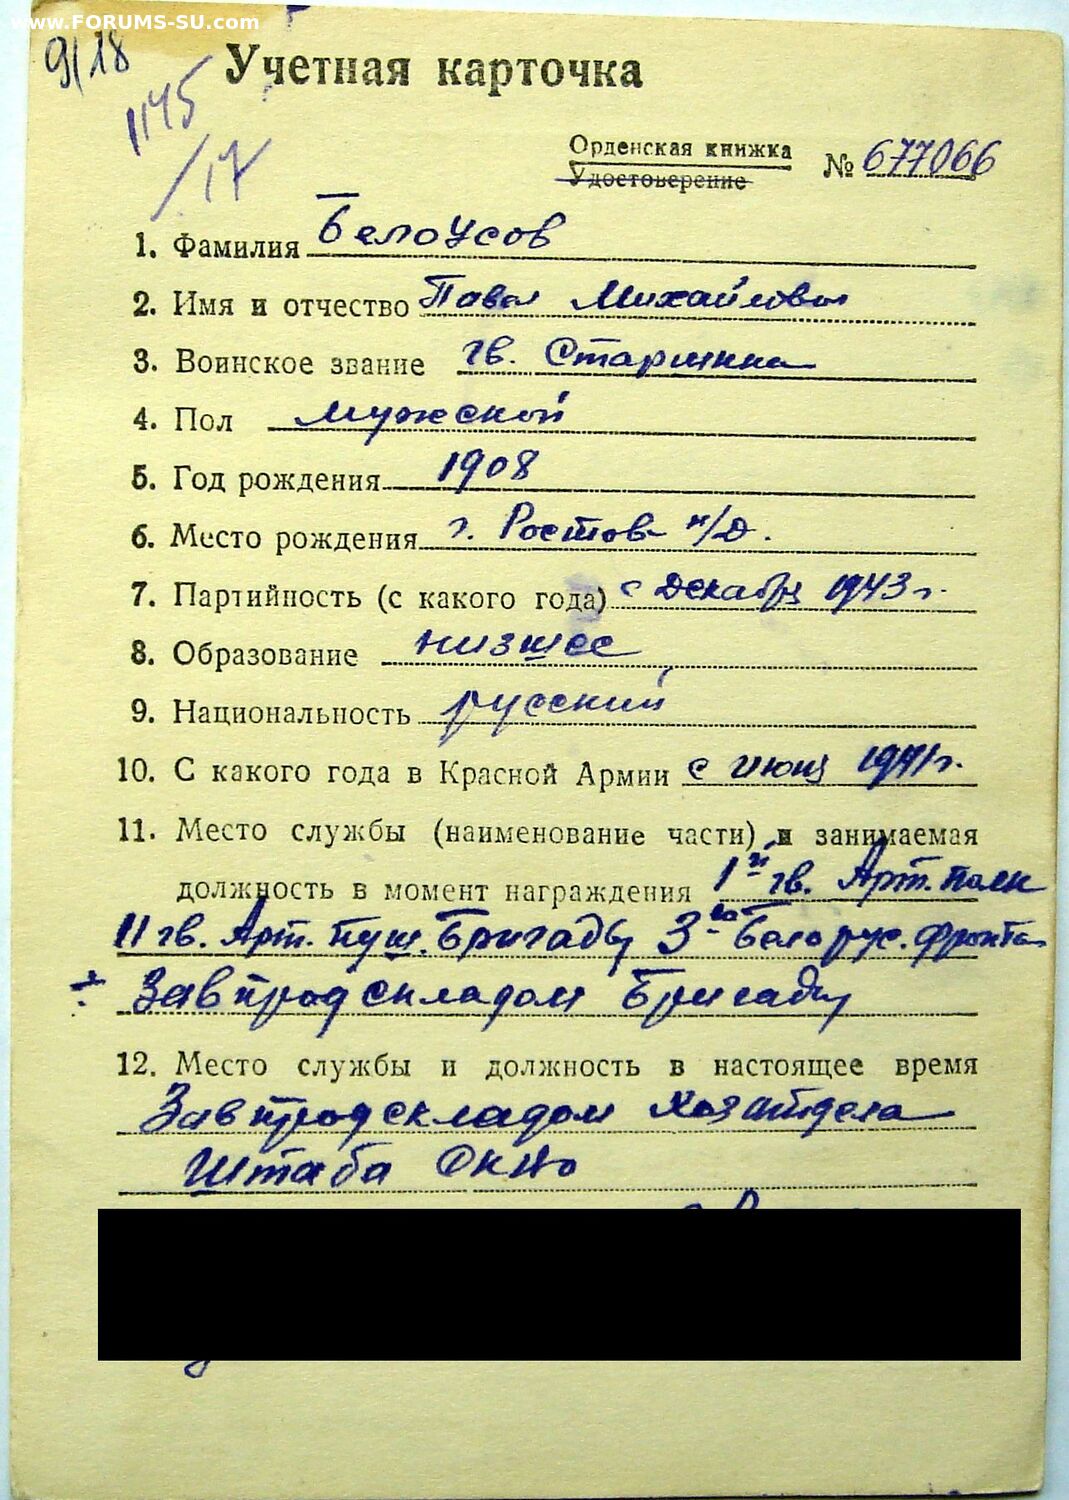 www.FORUMS-SU.com
9/18
1145
/17
Учетная карточка
Орденская книжка
Удостоверение
№ 677066
1. Фамилия Белоусов
2. Имя и отчество Павел Михайлович
3. Воинское звание гв. Старшина
4. Пол мужской
5. Год рождения 1908
6. Место рождения г. Ростов н/Д.
7. Партийность (с какого года) с декабря 1943 г.
8. Образование низшее
9. Национальность русский
10. С какого года в Красной Армии с июня 1941 г.
11. Место службы (наименование части) и занимаемая
должность в момент награждения 1й гв. Арт. полк
11 гв. Арт. Пуш. Бригады 3го Белорус. фронта
Завпродскладом Бригады
12. Место службы и должность в настоящее время
Завпродскладом Хозотдела
Штаба